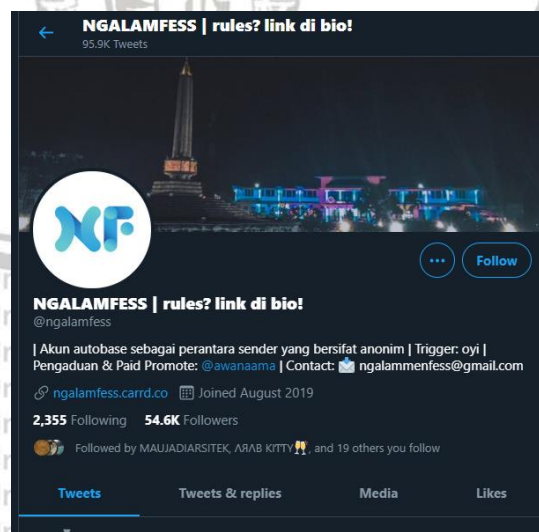 NGALAMFESS | rules? link di bio!
95.9K Tweets
NF
Follow
NGALAMFESS | rules? link di bio!
@ngalamfess
| Akun autobase sebagai perantara sender yang bersifat anonim | Trigger: oyi |
Pengaduan & Paid Promote: @awanaama | Contact: 📩 ngalammenfess@gmail.com
ngalamfess.carrd.co Joined August 2019
2,355 Following 54.6K Followers
Followed by MAUJADIARSITEK, ΛЯΛB KITTY🥂, and 19 others you follow
Tweets Tweets & replies Media Likes